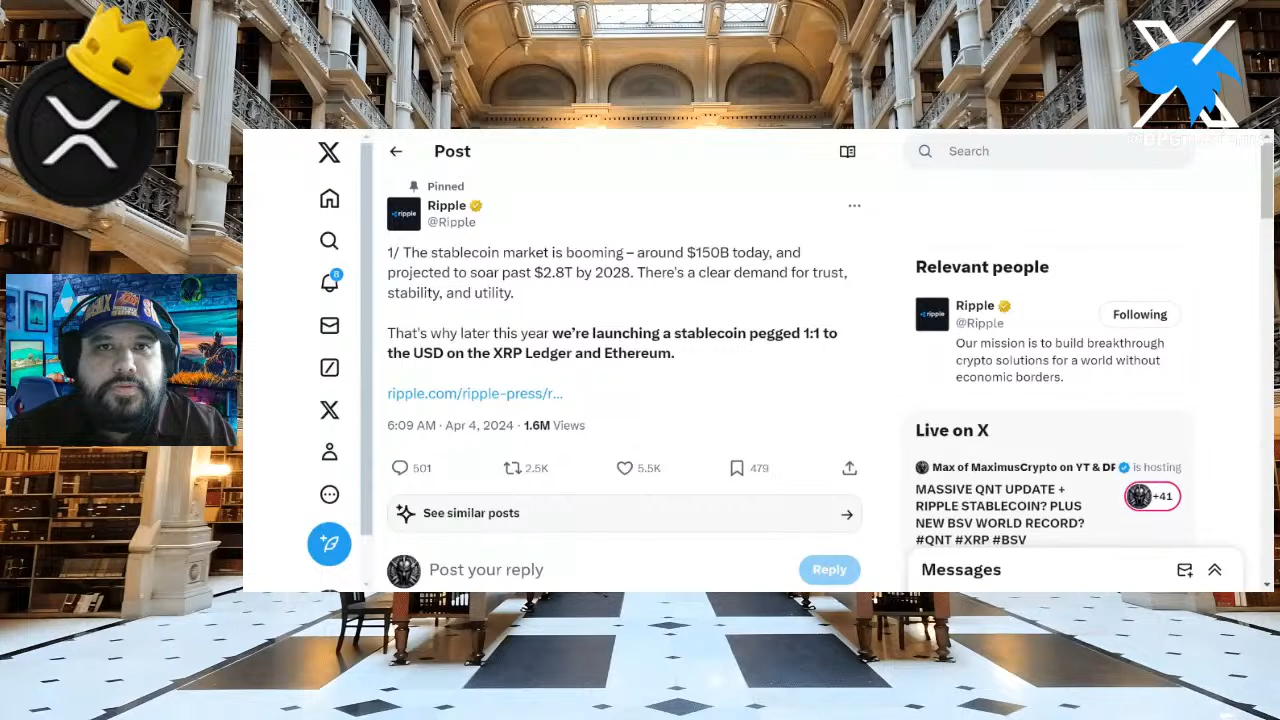 Post
Search
Pinned
Ripple
@Ripple
1/ The stablecoin market is booming – around $150B today, and
projected to soar past $2.8T by 2028. There's a clear demand for trust,
stability, and utility.
That's why later this year we're launching a stablecoin pegged 1:1 to
the USD on the XRP Ledger and Ethereum.
ripple.com/ripple-press/r...
6:09 AM · Apr 4, 2024 · 1.6M Views
501 2.5K 5.5K 479
See similar posts
Post your reply
Reply
Relevant people
Ripple
@Ripple
Following
Our mission is to build breakthrough
crypto solutions for a world without
economic borders.
Live on X
Max of MaximusCrypto on YT & DF is hosting
MASSIVE QNT UPDATE +
RIPPLE STABLECOIN? PLUS
NEW BSV WORLD RECORD?
#QNT #XRP #BSV
+41
Messages
8
ripple
ripple